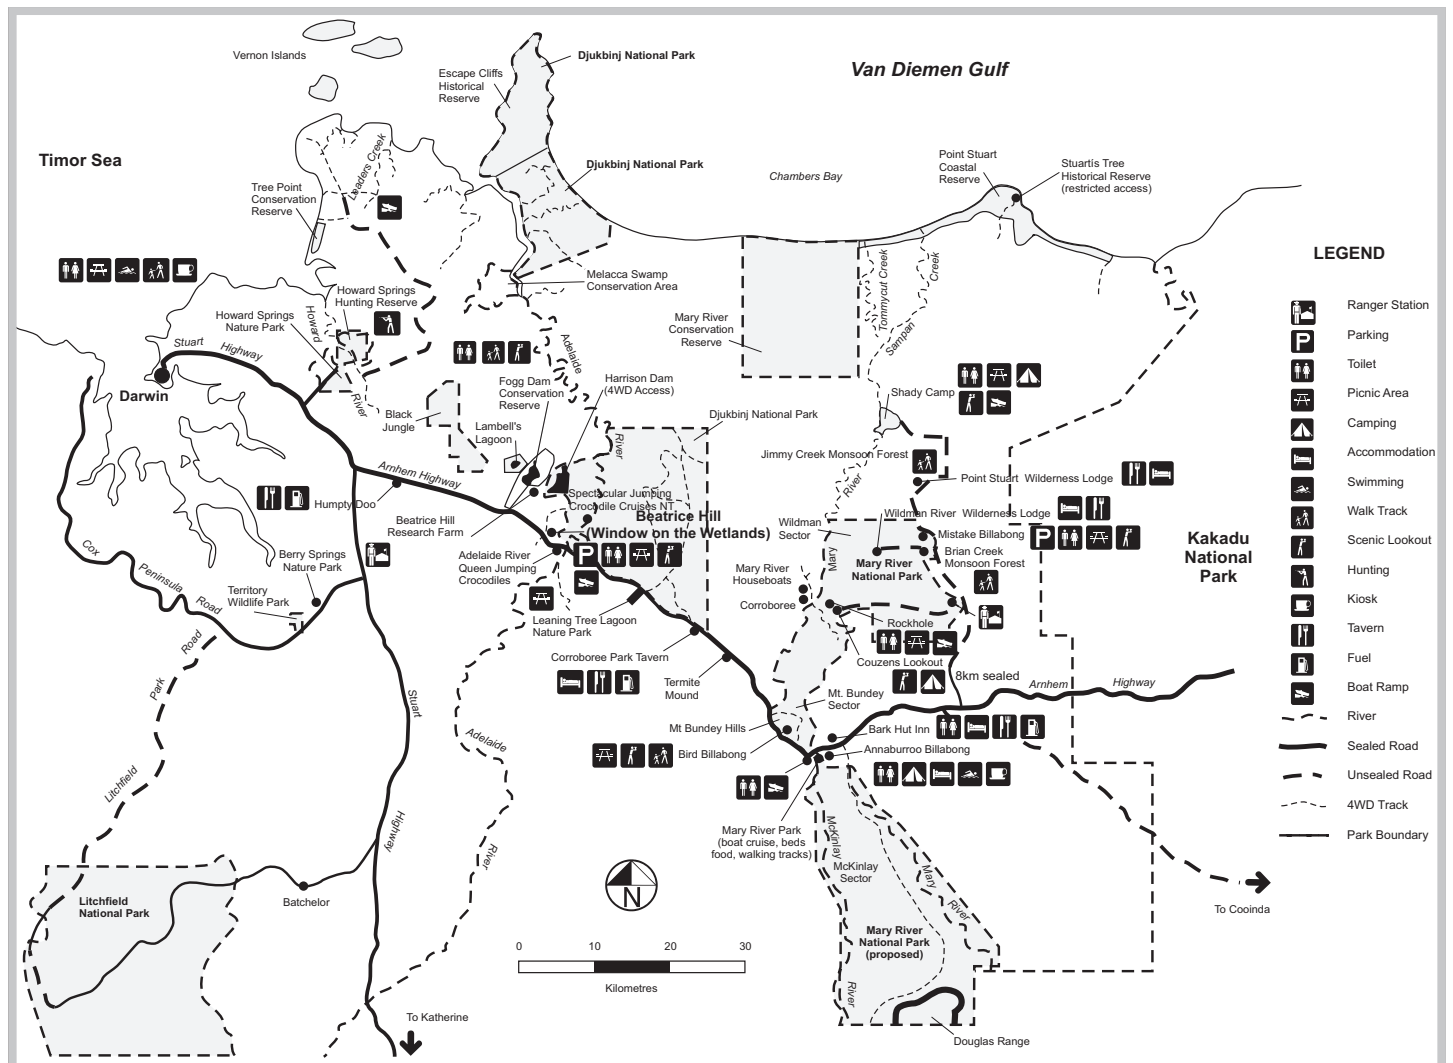 Vernon Islands
Djukbinj National Park
Escape Cliffs
Historical
Reserve
Van Diemen Gulf
Timor Sea
Leaders Creek
Djukbinj National Park
Chambers Bay
Point Stuart
Coastal
Reserve
Stuartís Tree
Historical Reserve
(restricted access)
Tree Point
Conservation
Reserve
Melacca Swamp
Conservation Area
Howard Springs
Hunting Reserve
Howard Springs
Nature Park
Howard
River
Mary River
Conservation
Reserve
Tommycut Creek
Sampan
Creek
Stuart
Highway
Darwin
Adelaide
River
Fogg Dam
Conservation
Reserve
Harrison Dam
(4WD Access)
Black
Jungle
Lambell's
Lagoon
Djukbinj National Park
Shady Camp
Jimmy Creek Monsoon Forest
River
Arnhem Highway
Humpty Doo
Spectacular Jumping
Crocodile Cruises NT
Beatrice Hill
(Window on the Wetlands)
P
Beatrice Hill
Research Farm
Adelaide River
Queen Jumping
Crocodiles
Point Stuart Wilderness Lodge
Wildman River Wilderness Lodge
Wildman
Sector
Mistake Billabong
P
Brian Creek
Monsoon Forest
Kakadu
National
Park
Mary
Mary River
National Park
Mary River
Houseboats
Corroboree
Rockhole
Couzens Lookout
8km sealed
Cox
Peninsula
Road
Berry Springs
Nature Park
Territory
Wildlife Park
Leaning Tree Lagoon
Nature Park
Corroboree Park Tavern
Termite
Mound
Arnhem
Highway
Mt. Bundey
Sector
Mt Bundey Hills
Bird Billabong
Bark Hut Inn
Annaburroo Billabong
Road
Park
Litchfield
Stuart
Highway
Adelaide
River
Mary River Park
(boat cruise, beds
food, walking tracks)
McKinlay
McKinlay
Sector
Mary
River
River
Mary River
National Park
(proposed)
Douglas Range
To Cooinda
Litchfield
National Park
Batchelor
To Katherine
N
0 10 20 30
Kilometres
LEGEND
Ranger Station
P Parking
Toilet
Picnic Area
Camping
Accommodation
Swimming
Walk Track
Scenic Lookout
Hunting
Kiosk
Tavern
Fuel
Boat Ramp
River
Sealed Road
Unsealed Road
4WD Track
Park Boundary